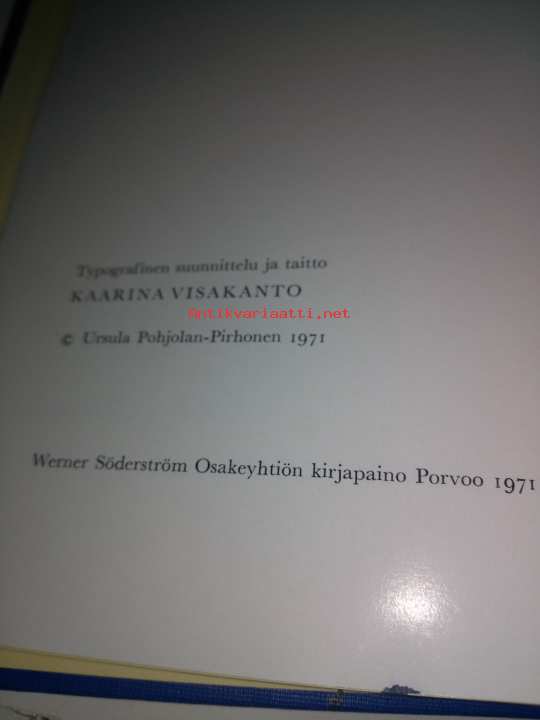 Typografinen suunnittelu ja taitto
KAARINA VISAKANTO
Antikvariaatti.net
© Ursula Pohjolan-Pirhonen 1971
Werner Söderström Osakeyhtiön kirjapaino Porvoo 1971